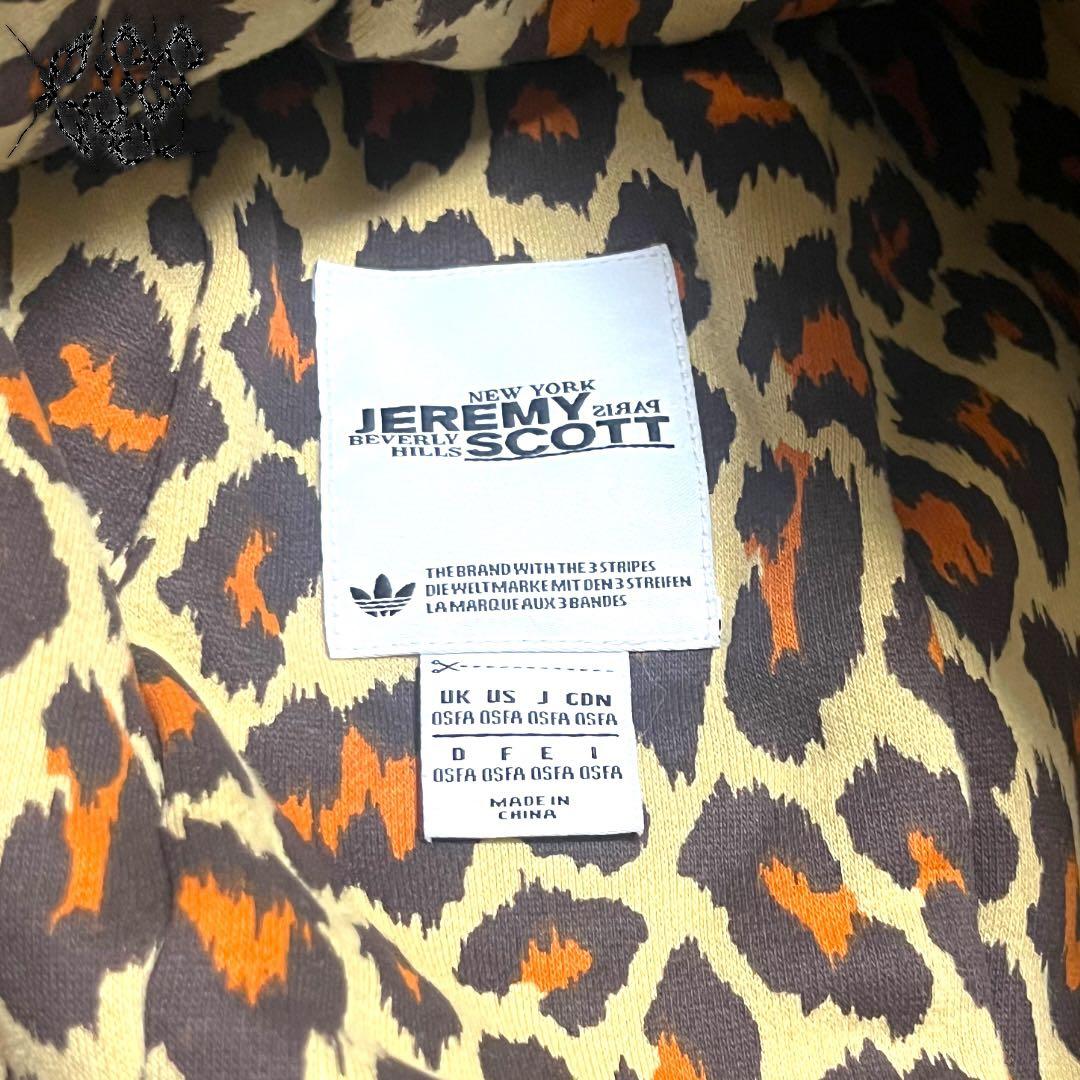 NEW YORK
JEREMY PARIS
BEVERLY HILLS SCOTT
THE BRAND WITH THE 3 STRIPES
DIE WELTMARKE MIT DEN 3 STREIFEN
LA MARQUE AUX 3 BANDES
UK US J CDN
OSFA OSFA OSFA OSFA
D F E I
OSFA OSFA OSFA OSFA
MADE IN
CHINA